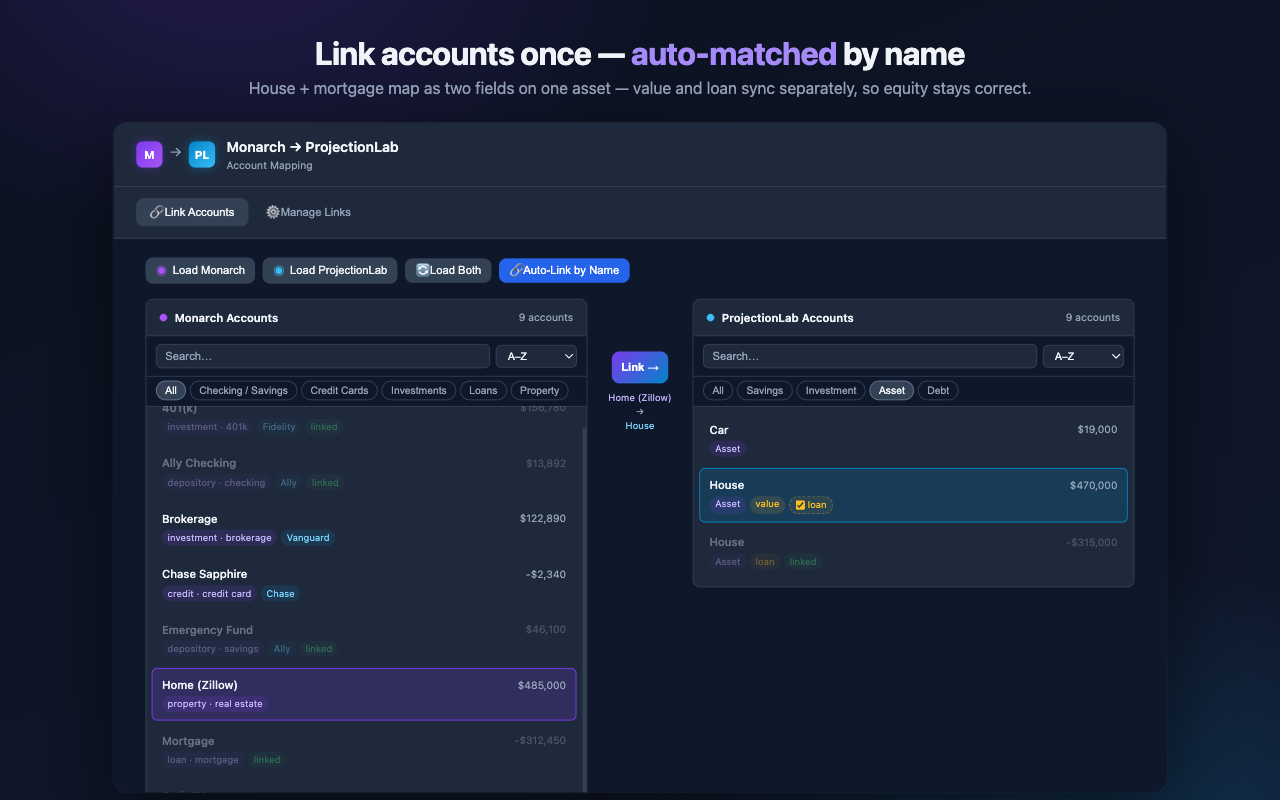 Link accounts once — auto-matched by name
House + mortgage map as two fields on one asset — value and loan sync separately, so equity stays correct.
M → PL Monarch → ProjectionLab
Account Mapping
Link Accounts Manage Links
Load Monarch Load ProjectionLab Load Both Auto-Link by Name
Monarch Accounts 9 accounts
Search... A–Z
All Checking / Savings Credit Cards Investments Loans Property
401(k) $156,780
investment · 401k Fidelity linked
Ally Checking $13,892
depository · checking Ally linked
Brokerage $122,890
investment · brokerage Vanguard
Chase Sapphire -$2,340
credit · credit card Chase
Emergency Fund $46,100
depository · savings Ally linked
Home (Zillow) $485,000
property · real estate
Mortgage -$312,450
loan · mortgage linked
Link →
Home (Zillow)
→
House
ProjectionLab Accounts 9 accounts
Search... A–Z
All Savings Investment Asset Debt
Car $19,000
Asset
House $470,000
Asset value loan
House -$315,000
Asset loan linked